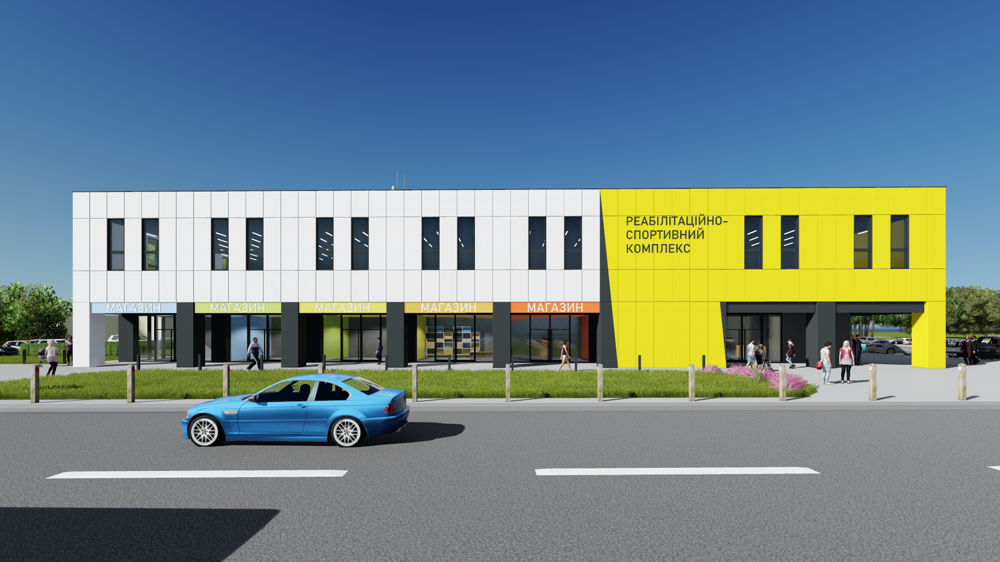 РЕАБІЛІТАЦІЙНО-
СПОРТИВНИЙ
КОМПЛЕКС
МАГАЗИН
МАГАЗИН
МАГАЗИН
МАГАЗИН
МАГАЗИН